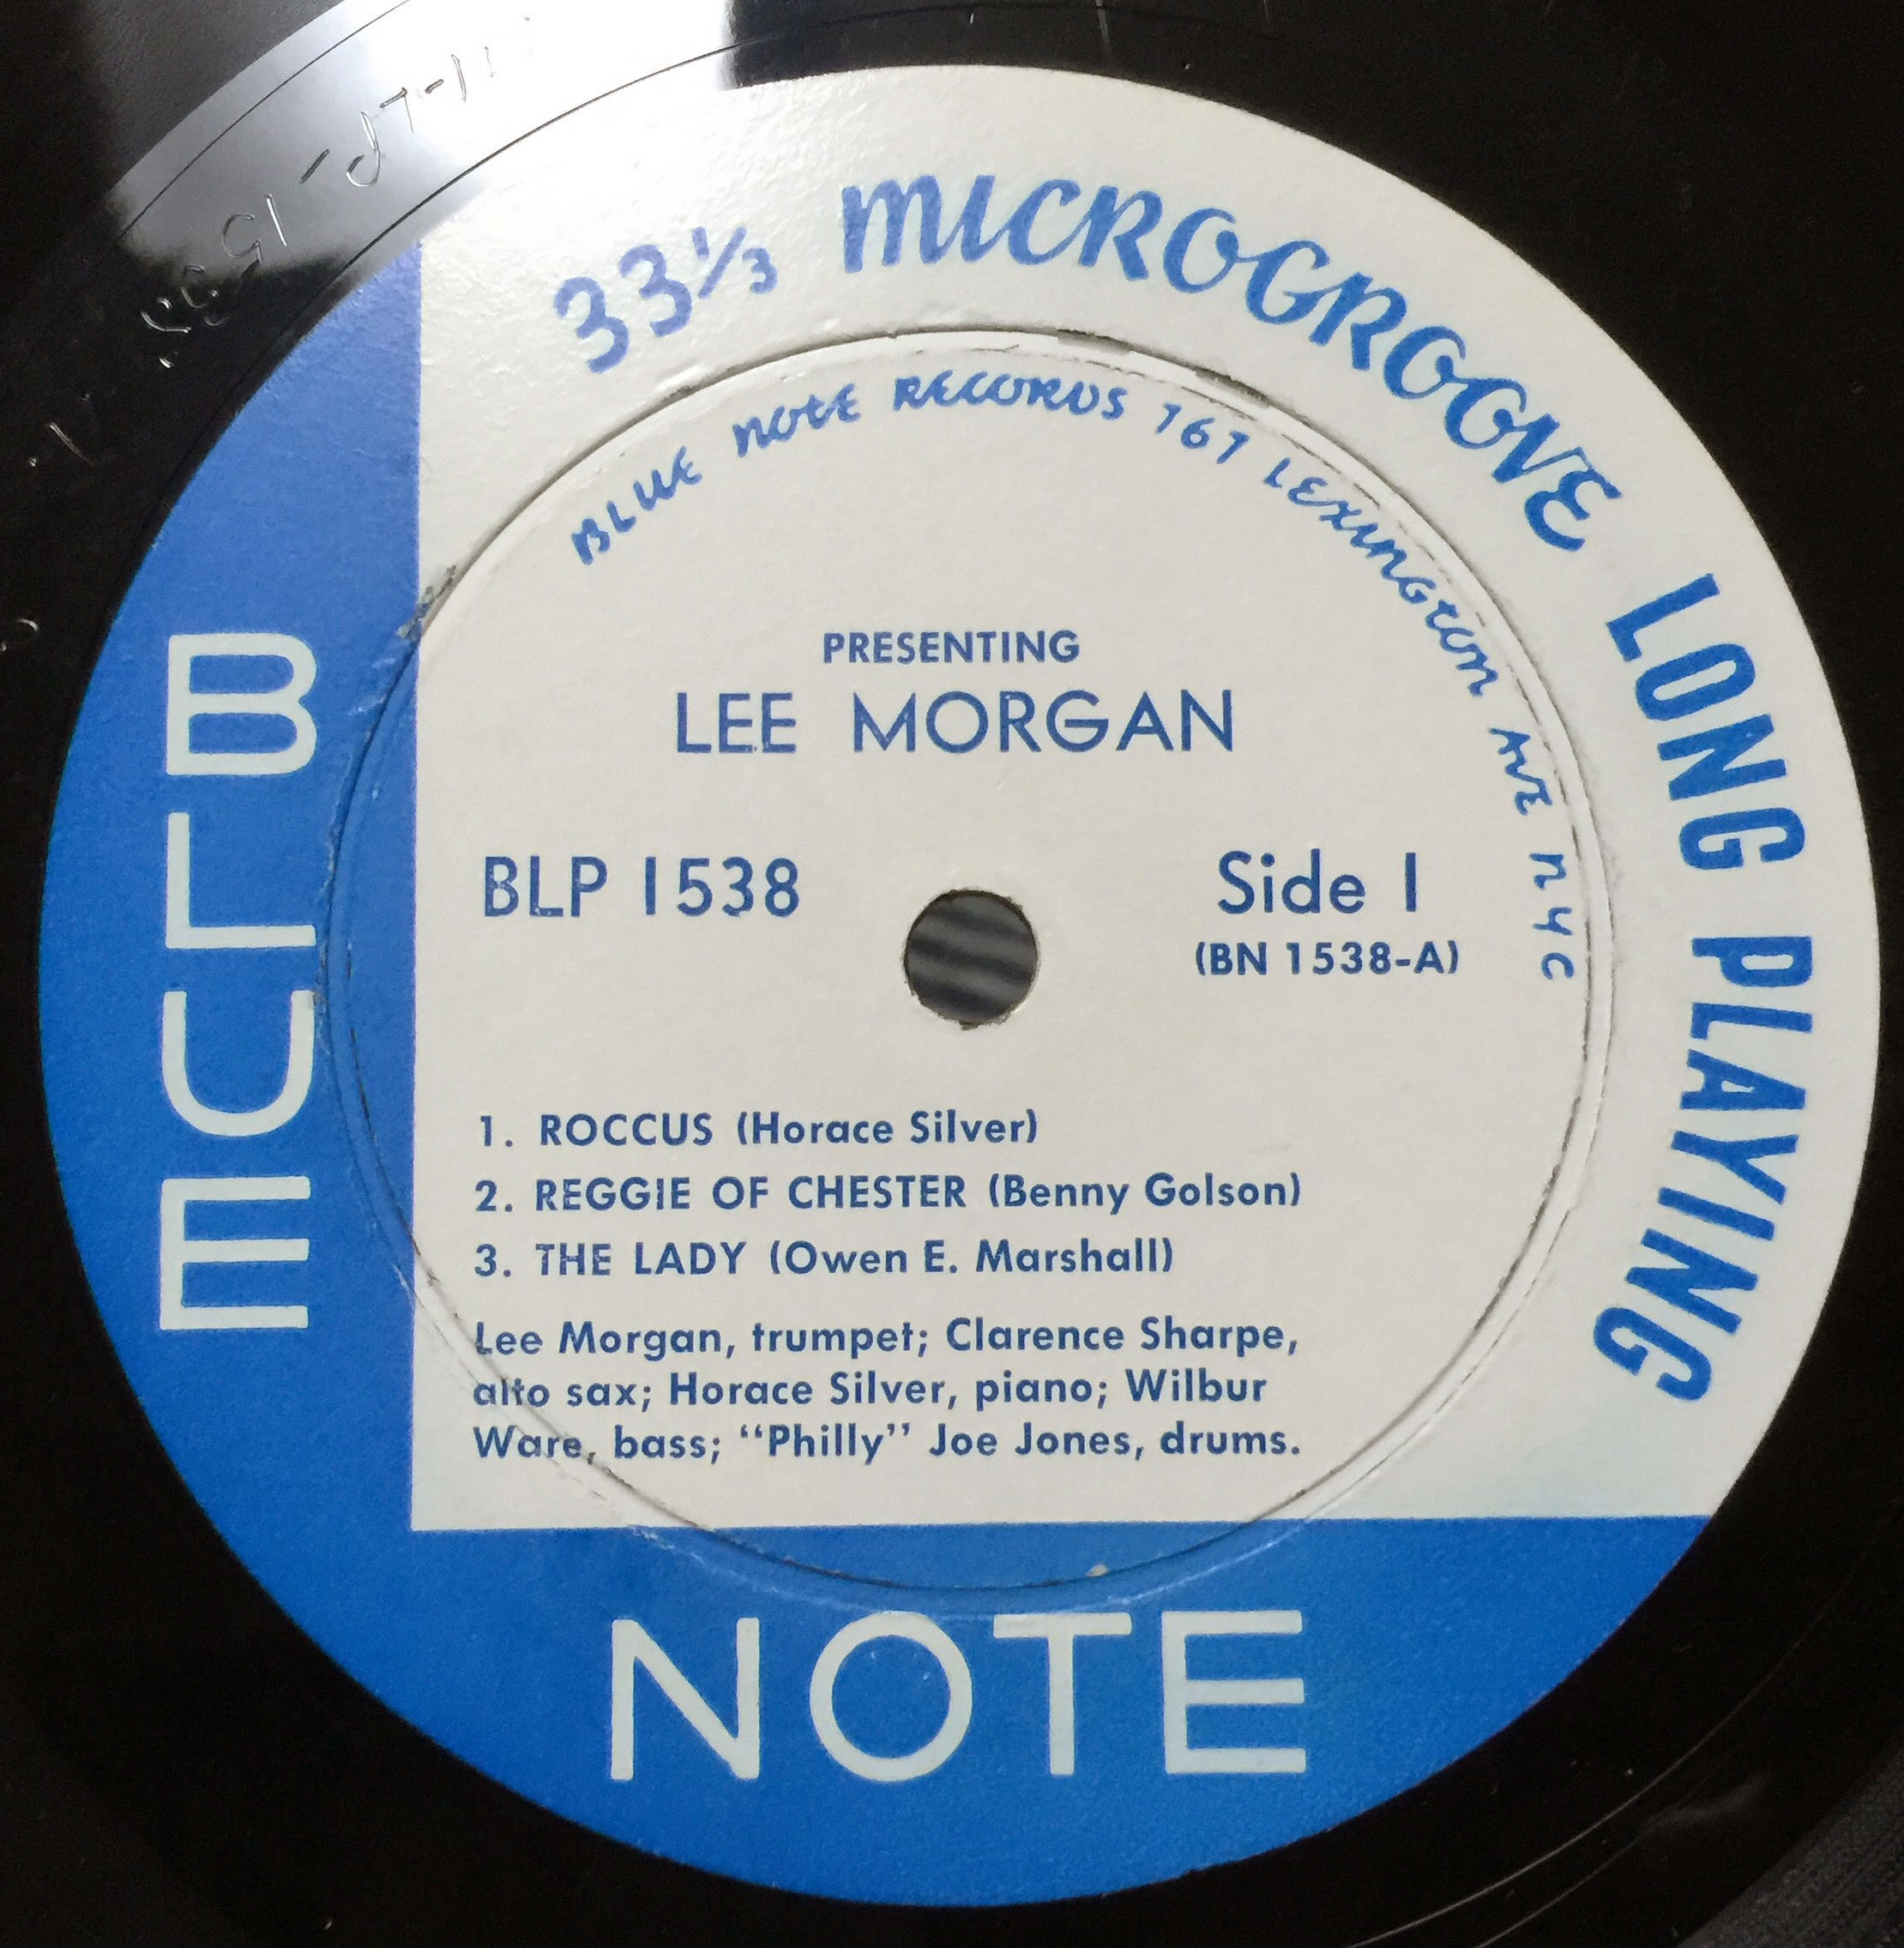 33⅓ MICROGROOVE LONG PLAYING
BLUE NOTE RECORDS 767 LEXINGTON AVE NYC
PRESENTING
LEE MORGAN
BLP 1538
Side 1
(BN 1538-A)
1. ROCCUS (Horace Silver)
2. REGGIE OF CHESTER (Benny Golson)
3. THE LADY (Owen E. Marshall)
Lee Morgan, trumpet; Clarence Sharpe,
alto sax; Horace Silver, piano; Wilbur
Ware, bass; “Philly” Joe Jones, drums.
BLUE
NOTE